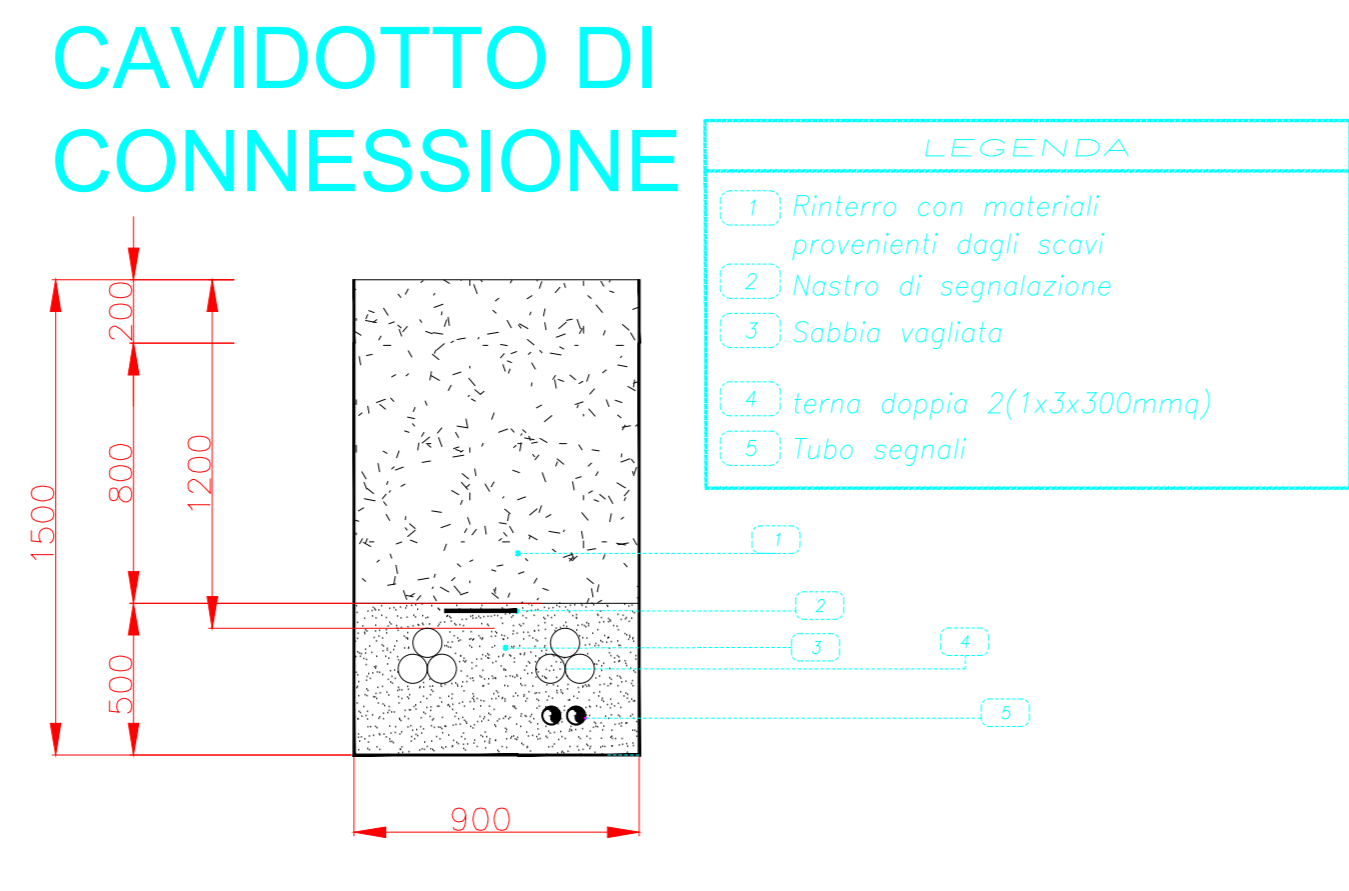 CAVIDOTTO DI
CONNESSIONE
LEGENDA
1 Rinterro con materiali
provenienti dagli scavi
2 Nastro di segnalazione
3 Sabbia vagliata
4 terna doppia 2(1x3x300mmq)
5 Tubo segnali
200
800
1200
1500
500
900
1
2
3
4
5